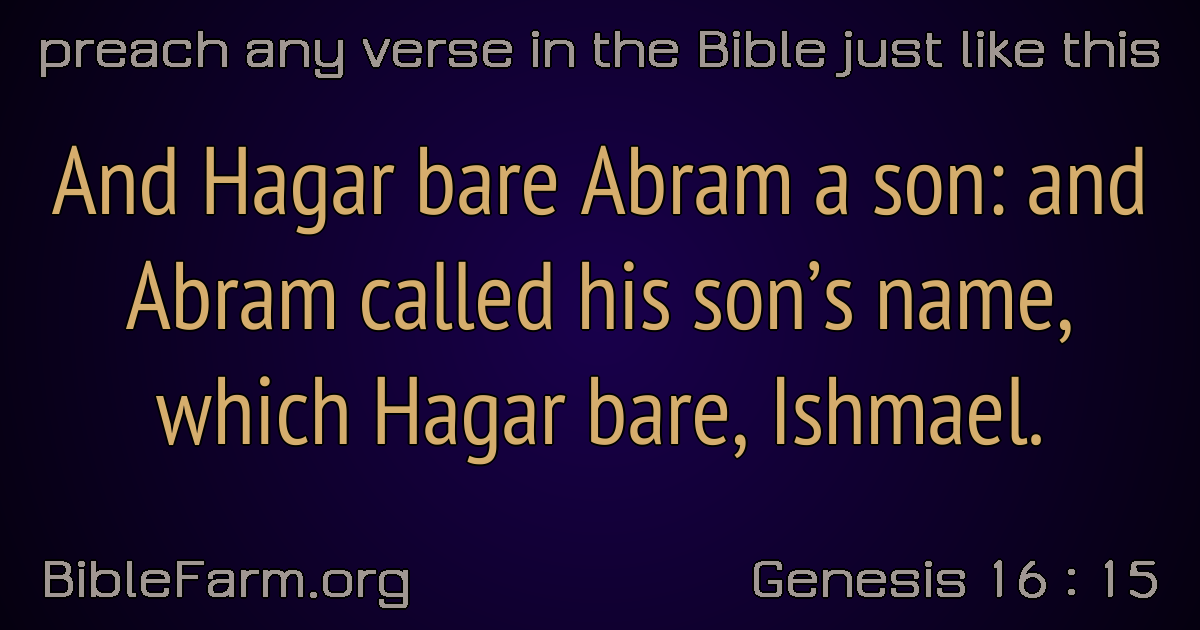 preach any verse in the Bible just like this
And Hagar bare Abram a son: and
Abram called his son’s name,
which Hagar bare, Ishmael.
BibleFarm.org
Genesis 16 : 15